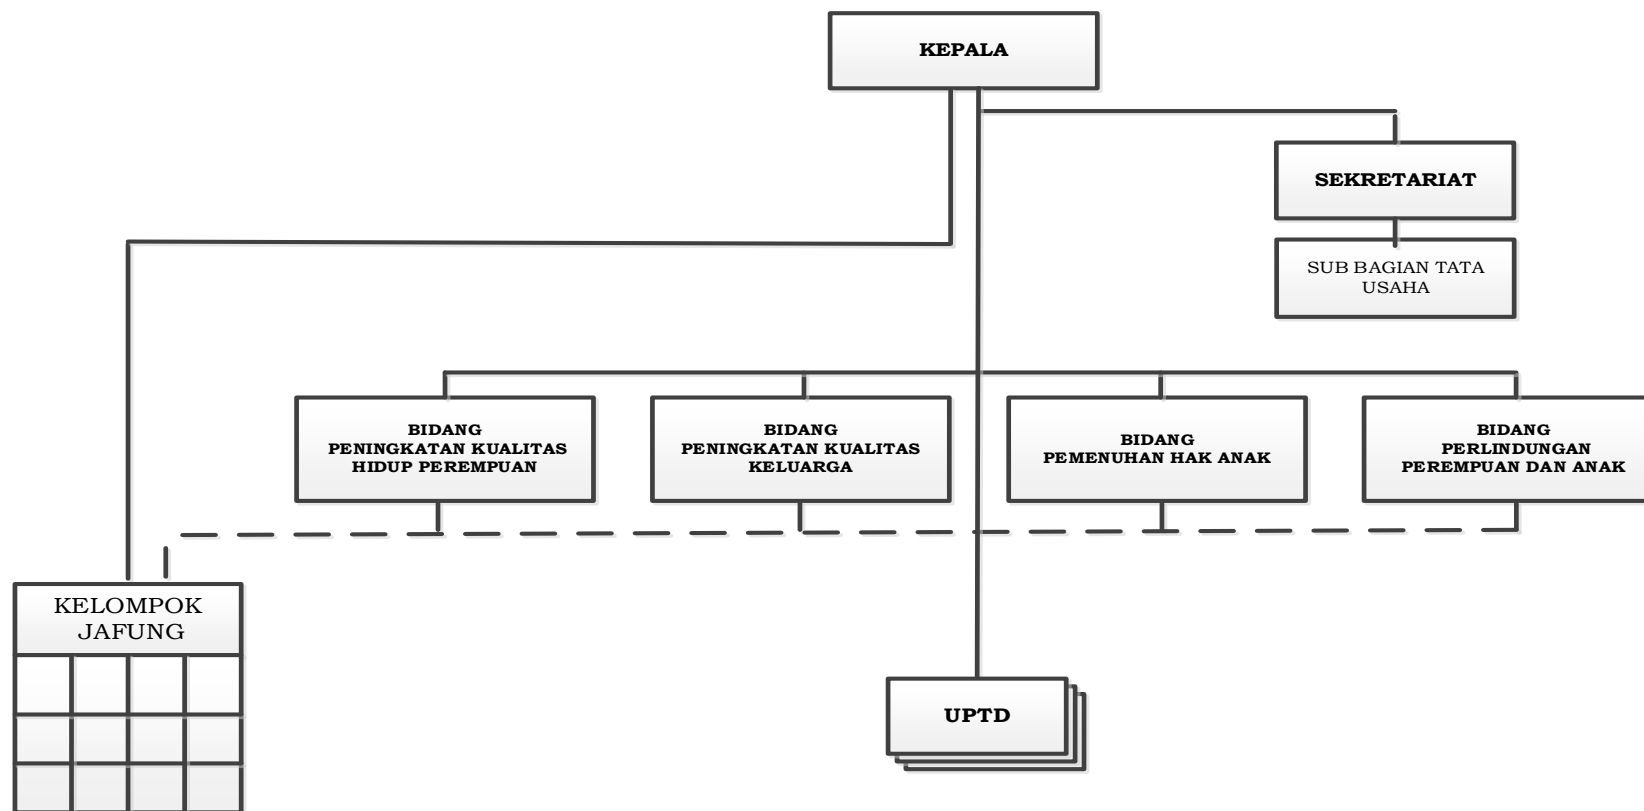 KEPALA
SEKRETARIAT
SUB BAGIAN TATA
USAHA
BIDANG
PENINGKATAN KUALITAS
HIDUP PEREMPUAN
BIDANG
PENINGKATAN KUALITAS
KELUARGA
BIDANG
PEMENUHAN HAK ANAK
BIDANG
PERLINDUNGAN
PEREMPUAN DAN ANAK
KELOMPOK
JAFUNG
UPTD